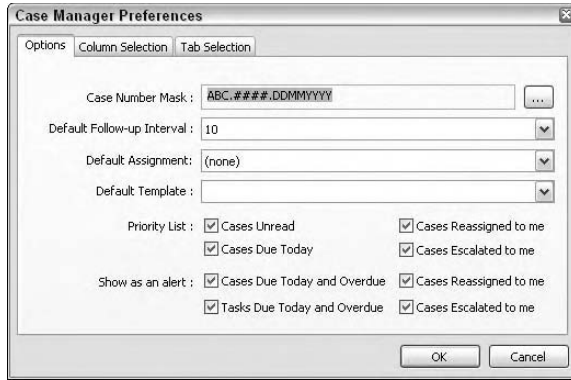 Case Manager Preferences
Options Column Selection Tab Selection
Case Number Mask : ABC.####.DDMMYYYY ...
Default Follow-up Interval : 10
Default Assignment: (none)
Default Template :
Priority List : Cases Unread Cases Reassigned to me
Cases Due Today Cases Escalated to me
Show as an alert : Cases Due Today and Overdue Cases Reassigned to me
Tasks Due Today and Overdue Cases Escalated to me
OK Cancel